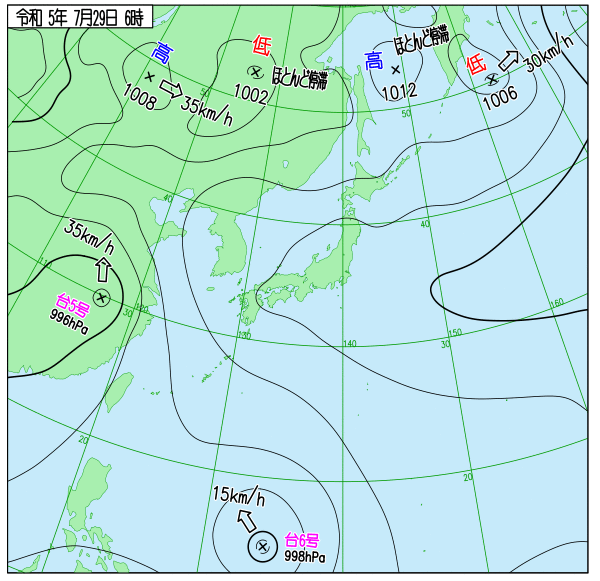 令和 5年 7月29日 6時
高
1008
35km/h
低
ほとんど停滞
1002
50
高
ほとんど停滞
1012
50
低
30km/h
1006
40
40
35km/h
110
台5号
996hPa
30
120
130
140
150
30
160
20
20
15km/h
台6号
998hPa